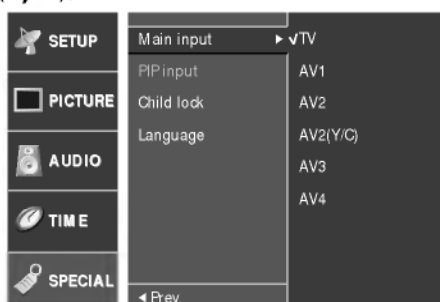 SETUP
PICTURE
AUDIO
TIME
SPECIAL
Main input ▶ √TV
PIP input AV1
Child lock AV2
Language AV2(Y/C)
AV3
AV4
◀ Prev